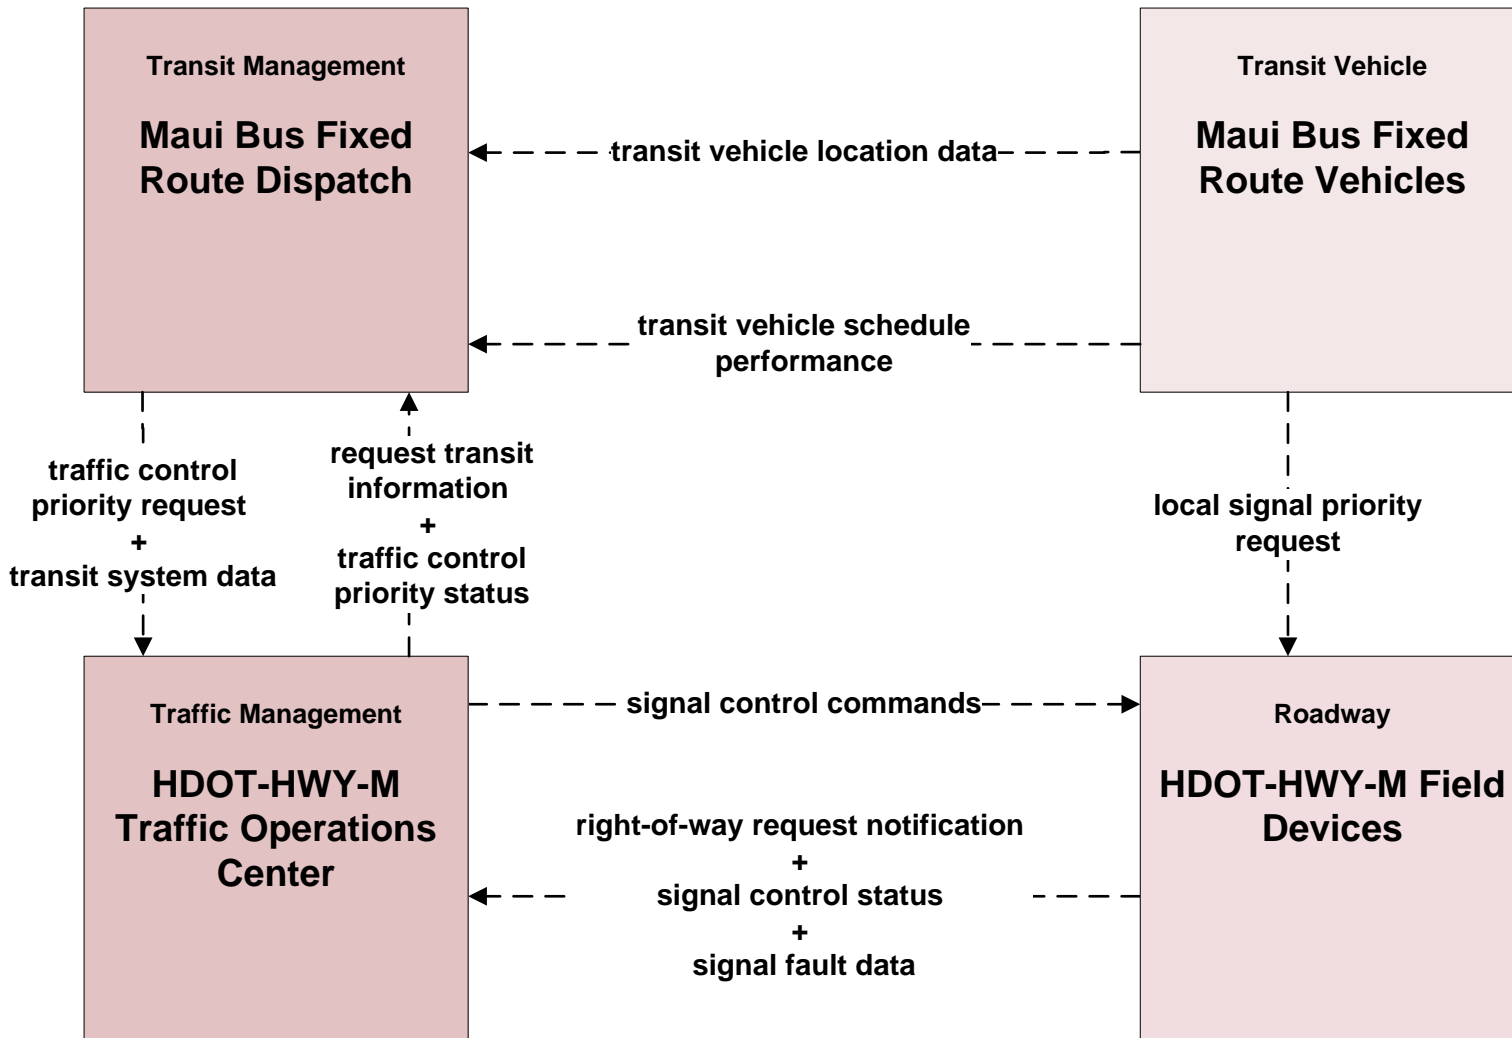 Transit Management
Maui Bus Fixed
Route Dispatch
Transit Vehicle
Maui Bus Fixed
Route Vehicles
transit vehicle location data
transit vehicle schedule
performance
traffic control
priority request
+
transit system data
request transit
information
+
traffic control
priority status
local signal priority
request
Traffic Management
HDOT-HWY-M
Traffic Operations
Center
signal control commands
right-of-way request notification
+
signal control status
+
signal fault data
Roadway
HDOT-HWY-M Field
Devices